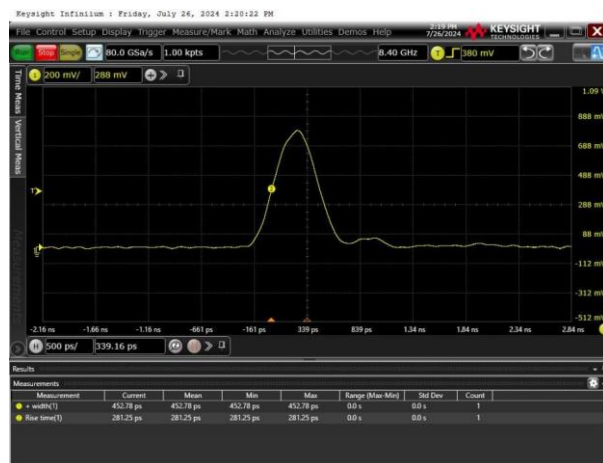 Keysight Infiniium : Friday, July 26, 2024 2:20:22 PM
File Control Setup Display Trigger Measure/Mark Math Analyze Utilities Demos Help
2:19 PM
7/26/2024
KEYSIGHT
TECHNOLOGIES
Run Stop Single 80.0 GSa/s 1.00 kpts 8.40 GHz T 380 mV
1 200 mV/ 288 mV
Time Meas
Vertical Meas
Measurements
1.09 V
888 mV
688 mV
488 mV
288 mV
88 mV
-112 mV
-312 mV
-512 mV
T
-2.16 ns -1.66 ns -1.16 ns -661 ps -161 ps 339 ps 839 ps 1.34 ns 1.84 ns 2.34 ns 2.84 ns
H 500 ps/ 339.16 ps
Results
Measurements
Measurement Current Mean Min Max Range (Max-Min) Std Dev Count
+ width(1) 452.78 ps 452.78 ps 452.78 ps 452.78 ps 0.0 s 0.0 s 1
Rise time(1) 281.25 ps 281.25 ps 281.25 ps 281.25 ps 0.0 s 0.0 s 1